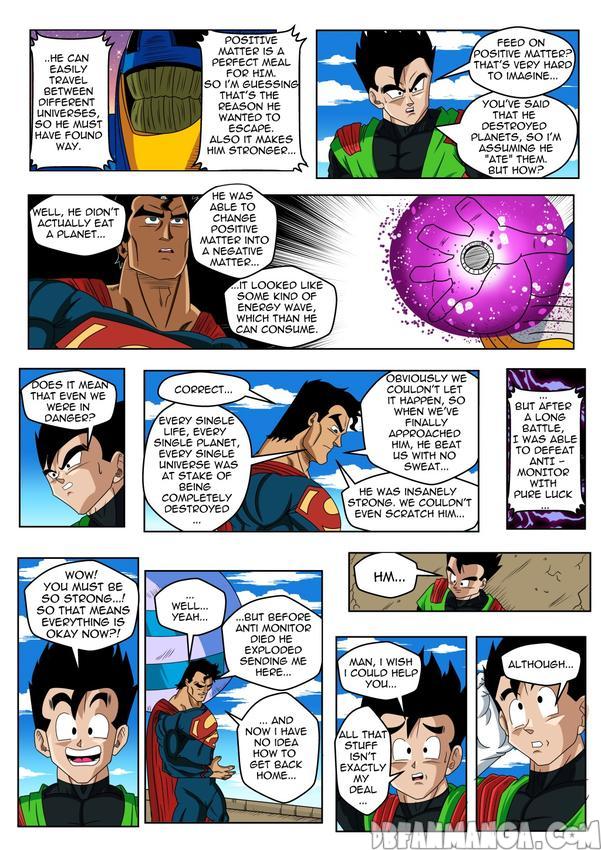 ..HE CAN
EASILY
TRAVEL
BETWEEN
DIFFERENT
UNIVERSES,
SO HE MUST
HAVE FOUND
WAY.
POSITIVE
MATTER IS A
PERFECT MEAL
FOR HIM.
SO I'M GUESSING
THAT'S THE
REASON HE
WANTED TO
ESCAPE.
ALSO IT MAKES
HIM STRONGER...
FEED ON
POSITIVE MATTER?
THAT'S VERY HARD
TO IMAGINE...
YOU'VE SAID
THAT HE
DESTROYED
PLANETS, SO I'M
ASSUMING HE
"ATE" THEM.
BUT HOW?
WELL, HE DIDN'T
ACTUALLY EAT
A PLANET...
HE WAS
ABLE TO
CHANGE
POSITIVE
MATTER INTO
A NEGATIVE
MATTER...
...IT LOOKED LIKE
SOME KIND OF
ENERGY WAVE,
WHICH THAN HE
CAN CONSUME.
DOES IT MEAN
THAT EVEN WE
WERE IN
DANGER?
CORRECT...
EVERY SINGLE
LIFE, EVERY
SINGLE PLANET,
EVERY SINGLE
UNIVERSE WAS
AT STAKE OF
BEING
COMPLETELY
DESTROYED
...
OBVIOUSLY WE
COULDN'T LET
IT HAPPEN, SO
WHEN WE'VE
FINALLY
APPROACHED
HIM, HE BEAT
US WITH NO
SWEAT...
HE WAS INSANELY
STRONG. WE COULDN'T
EVEN SCRATCH HIM...
...
BUT AFTER
A LONG
BATTLE,
I WAS ABLE
TO DEFEAT
ANTI -
MONITOR
WITH
PURE LUCK
...
WOW!
YOU MUST BE
SO STRONG...!
SO THAT MEANS
EVERYTHING IS
OKAY NOW?!
...
WELL...
YEAH...
...BUT BEFORE
ANTI MONITOR
DIED HE
EXPLODED
SENDING ME
HERE...
... AND
NOW I HAVE
NO IDEA
HOW TO
GET BACK
HOME...
HM...
MAN, I WISH
I COULD HELP
YOU...
ALL THAT
STUFF
ISN'T
EXACTLY
MY
DEAL
...
ALTHOUGH...
DBFANMANGA.COM